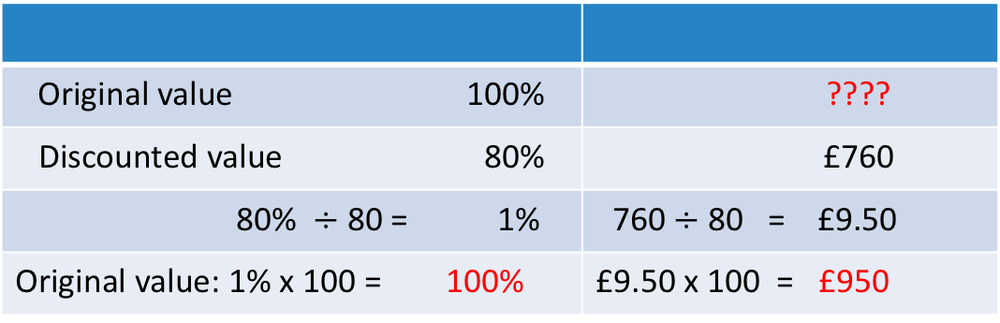 Original value 100% ????
Discounted value 80% £760
80% ÷ 80 = 1% 760 ÷ 80 = £9.50
Original value: 1% x 100 = 100% £9.50 x 100 = £950